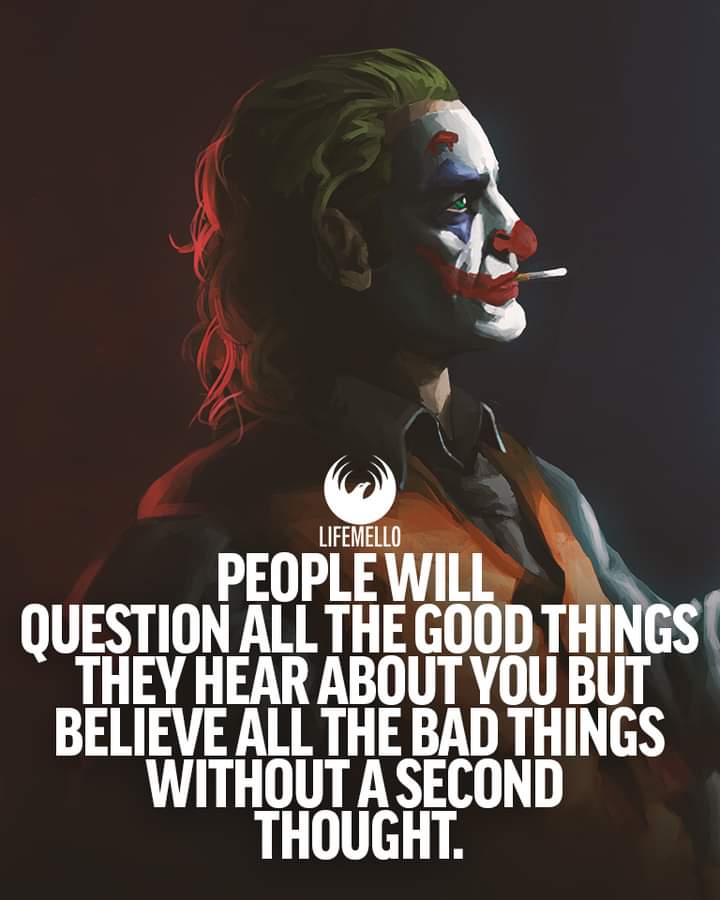 LIFEMELLO
PEOPLE WILL
QUESTION ALL THE GOOD THINGS
THEY HEAR ABOUT YOU BUT
BELIEVE ALL THE BAD THINGS
WITHOUT A SECOND
THOUGHT.